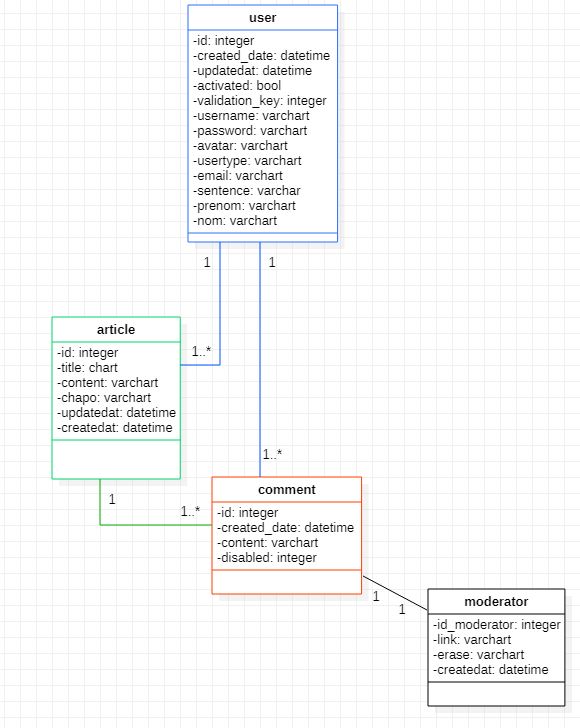 user
-id: integer
-created_date: datetime
-updatedat: datetime
-activated: bool
-validation_key: integer
-username: varchart
-password: varchart
-avatar: varchart
-usertype: varchart
-email: varchart
-sentence: varchar
-prenom: varchart
-nom: varchart
1
1
1..*
article
-id: integer
-title: chart
-content: varchart
-chapo: varchart
-updatedat: datetime
-createdat: datetime
1..*
1
1..*
comment
-id: integer
-created_date: datetime
-content: varchart
-disabled: integer
1
1
moderator
-id_moderator: integer
-link: varchart
-erase: varchart
-createdat: datetime